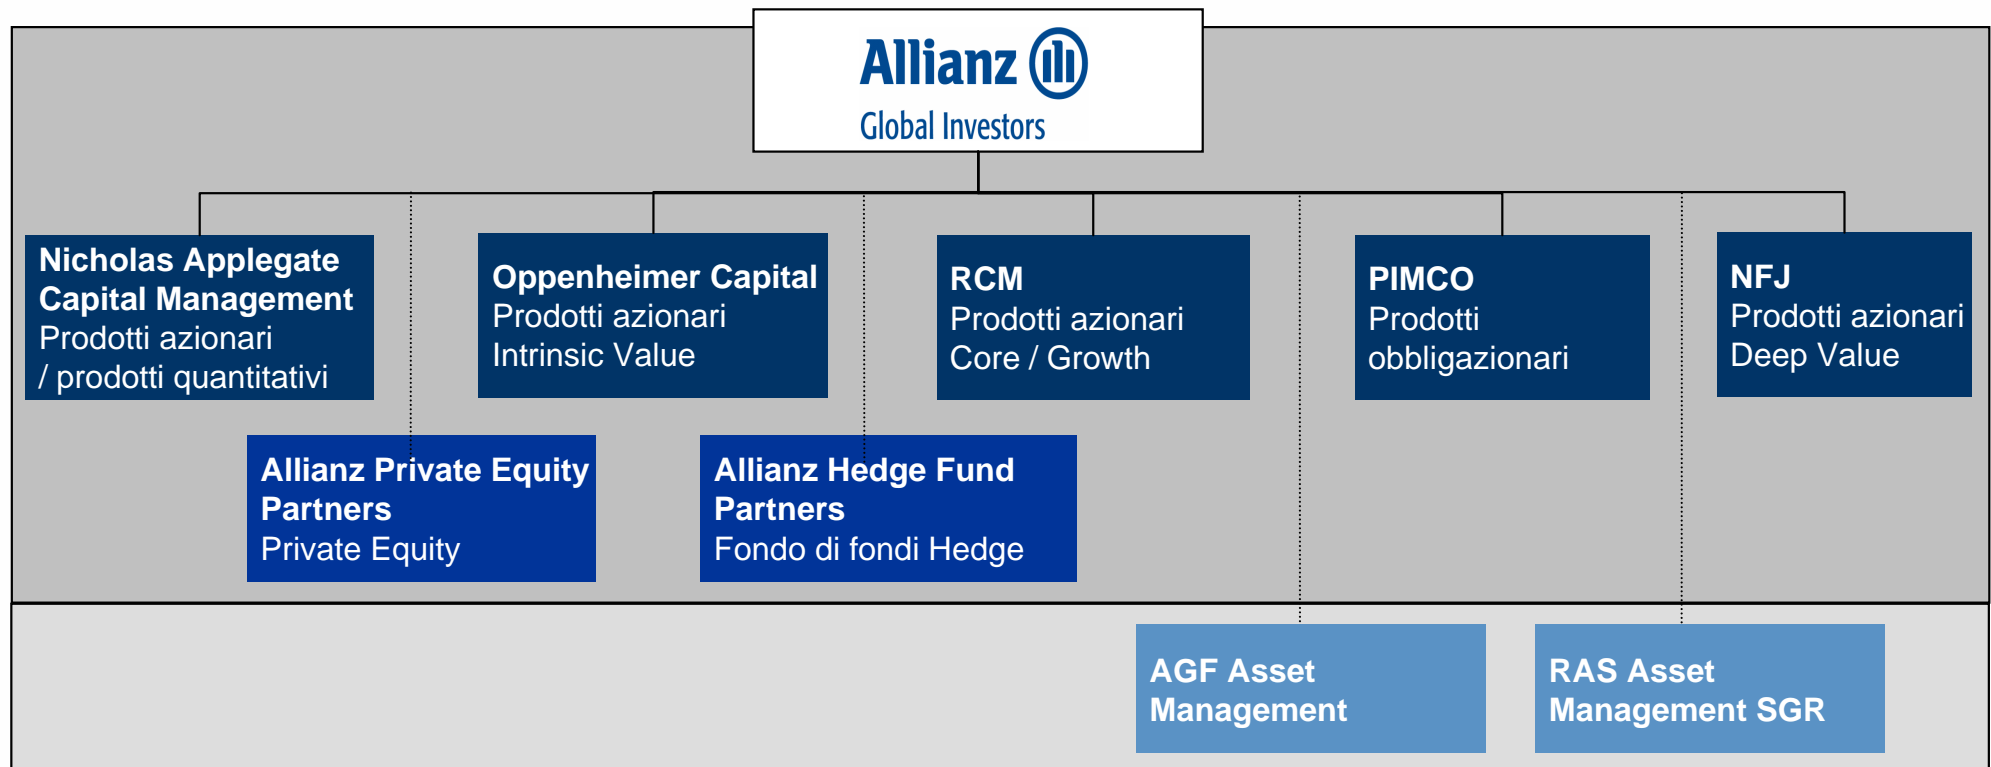 Allianz
Global Investors
Nicholas Applegate
Capital Management
Prodotti azionari
/ prodotti quantitativi
Oppenheimer Capital
Prodotti azionari
Intrinsic Value
RCM
Prodotti azionari
Core / Growth
PIMCO
Prodotti
obbligazionari
NFJ
Prodotti azionari
Deep Value
Allianz Private Equity
Partners
Private Equity
Allianz Hedge Fund
Partners
Fondo di fondi Hedge
AGF Asset
Management
RAS Asset
Management SGR